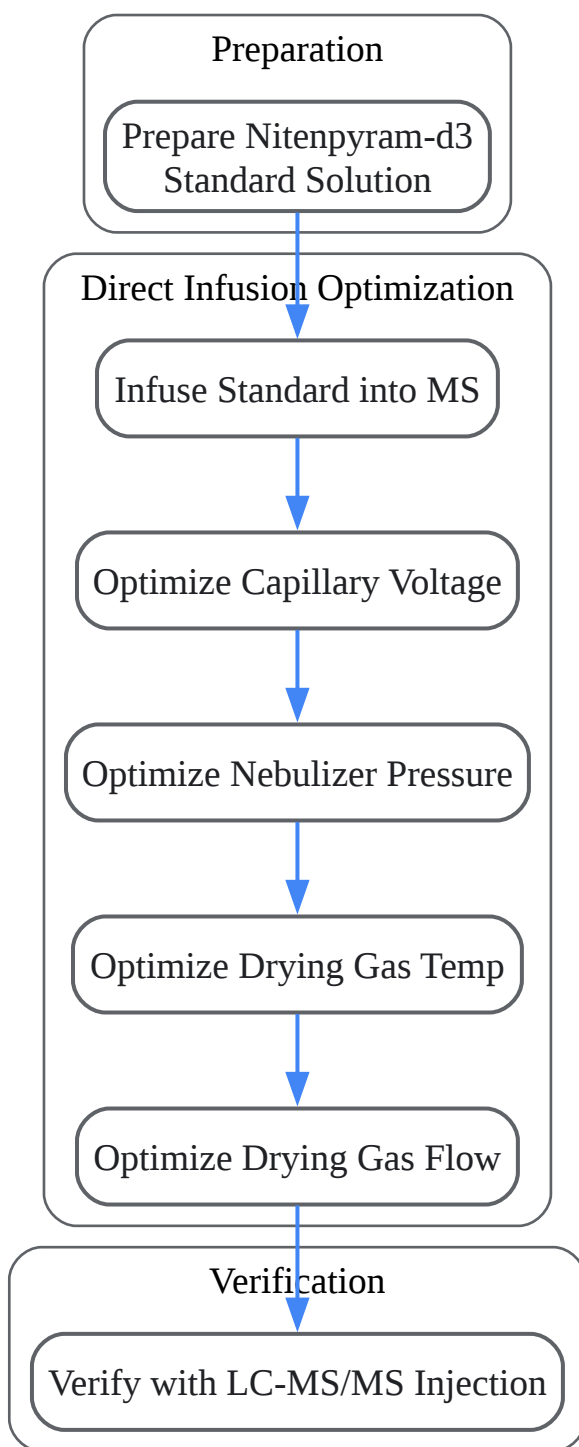 Preparation
Prepare Nitenpyram-d3
Standard Solution
Direct Infusion Optimization
Infuse Standard into MS
Optimize Capillary Voltage
Optimize Nebulizer Pressure
Optimize Drying Gas Temp
Optimize Drying Gas Flow
Verification
Verify with LC-MS/MS Injection